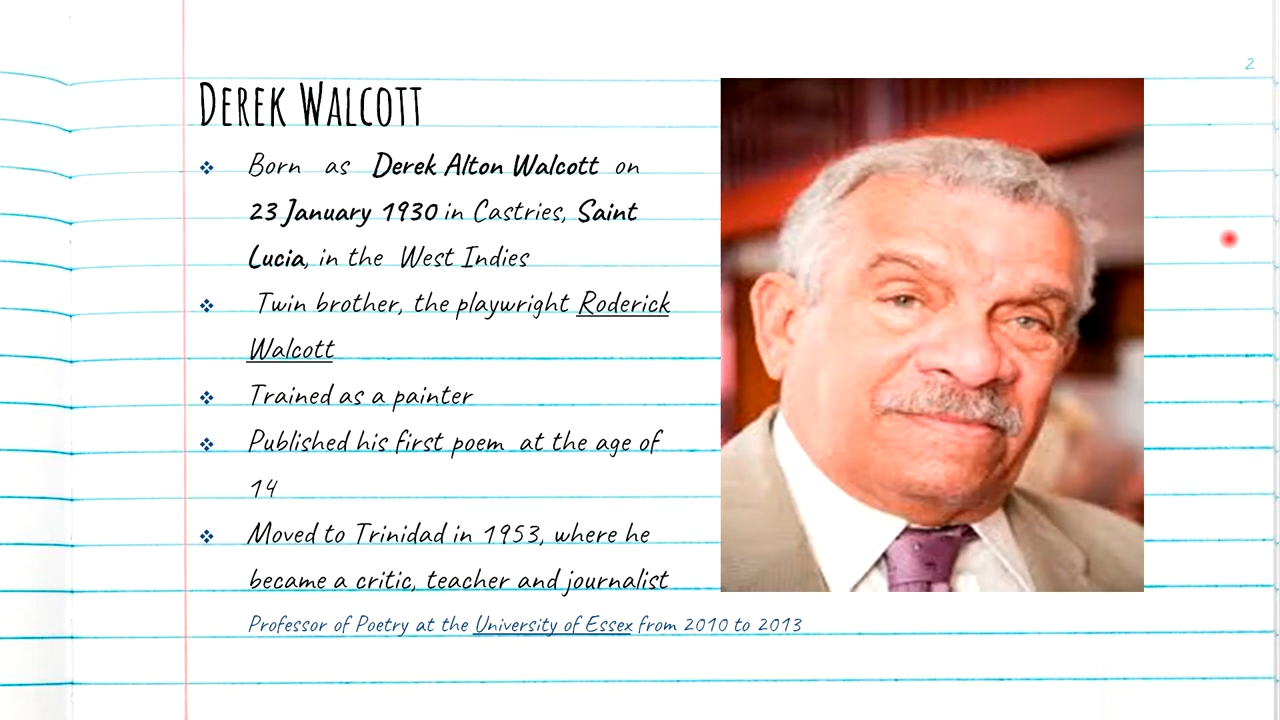 2
DEREK WALCOTT
❖ Born as Derek Alton Walcott on
23 January 1930 in Castries, Saint
Lucia, in the West Indies
❖ Twin brother, the playwright Roderick
Walcott
❖ Trained as a painter
❖ Published his first poem at the age of
14
❖ Moved to Trinidad in 1953, where he
became a critic, teacher and journalist
Professor of Poetry at the University of Essex from 2010 to 2013